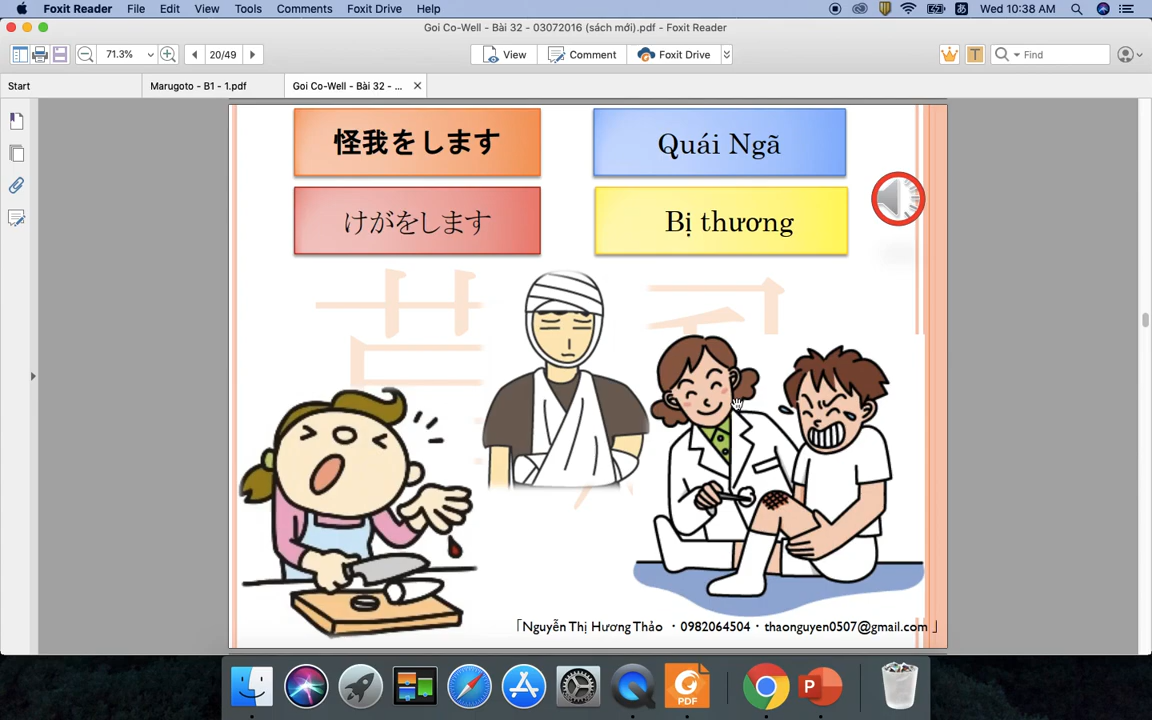 Foxit Reader File Edit View Tools Comments Foxit Drive Help
あ Wed 10:38 AM
Goi Co-Well - Bài 32 - 03072016 (sách mới).pdf - Foxit Reader
71.3% 20/49 View Comment Foxit Drive T Find
Start Marugoto - B1 - 1.pdf Goi Co-Well - Bài 32 - ...
怪我をします Quái Ngã
けがをします Bị thương
「Nguyễn Thị Hương Thảo ・0982064504・thaonguyen0507@gmail.com 」
PDF P